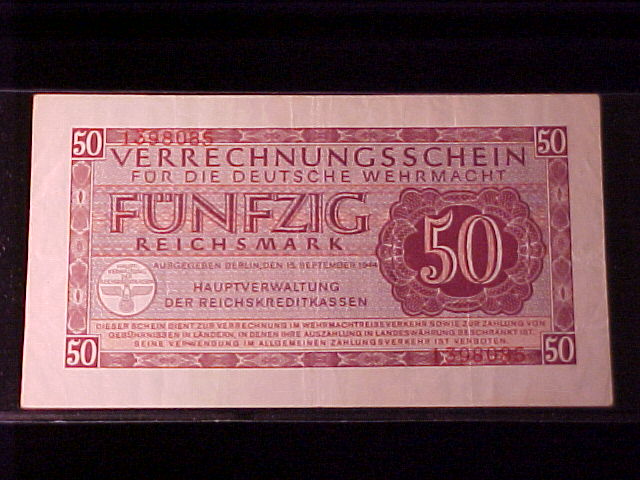 50 50
1398085
VERRECHNUNGSSCHEIN
FÜR DIE DEUTSCHE WEHRMACHT
FÜNFZIG
REICHSMARK
50
AUSGEGEBEN BERLIN, DEN 15. SEPTEMBER 1944
HAUPTVERWALTUNG
DER REICHSKREDITKASSEN
DIESER SCHEIN DIENT ZUR VERRECHNUNG IM WEHRMACHTREISEVERKEHR SOWIE ZUR ZAHLUNG VON
GEBÜHRNISSEN IN LÄNDERN, IN DENEN IHRE AUSZAHLUNG IN LANDESWÄHRUNG BESCHRÄNKT IST.
SEINE VERWENDUNG IM ALLGEMEINEN ZAHLUNGSVERKEHR IST VERBOTEN.
1398085
50 50